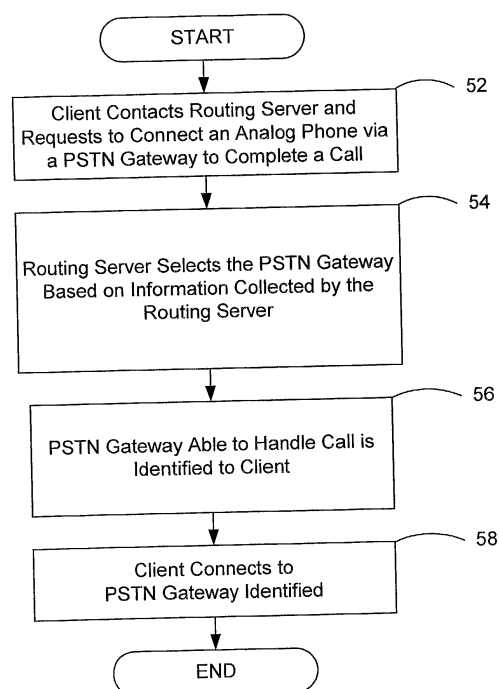 START
52
Client Contacts Routing Server and
Requests to Connect an Analog Phone via
a PSTN Gateway to Complete a Call
54
Routing Server Selects the PSTN Gateway
Based on Information Collected by the
Routing Server
56
PSTN Gateway Able to Handle Call is
Identified to Client
58
Client Connects to
PSTN Gateway Identified
END